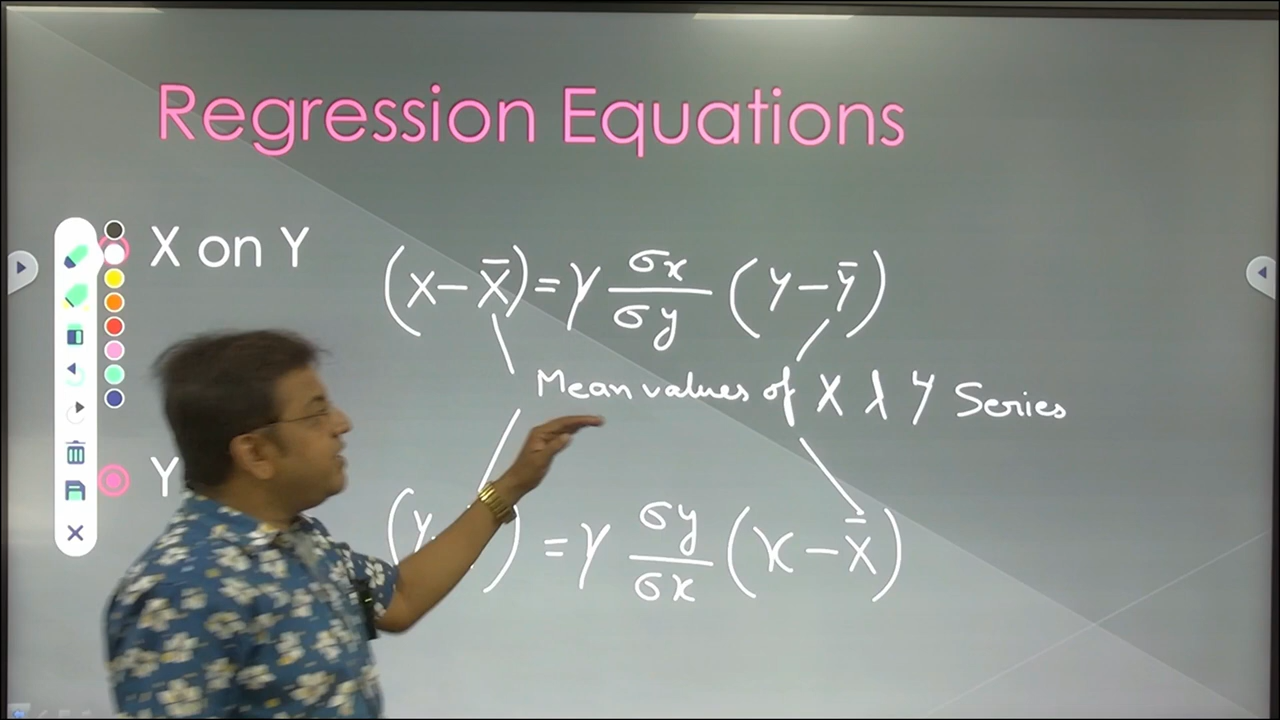 Regression Equations
X on Y
(X - X̄) = r σx/σy (y - ȳ)
Mean values of X & Y Series
Y
(y = r σy/σx (x - x̄)